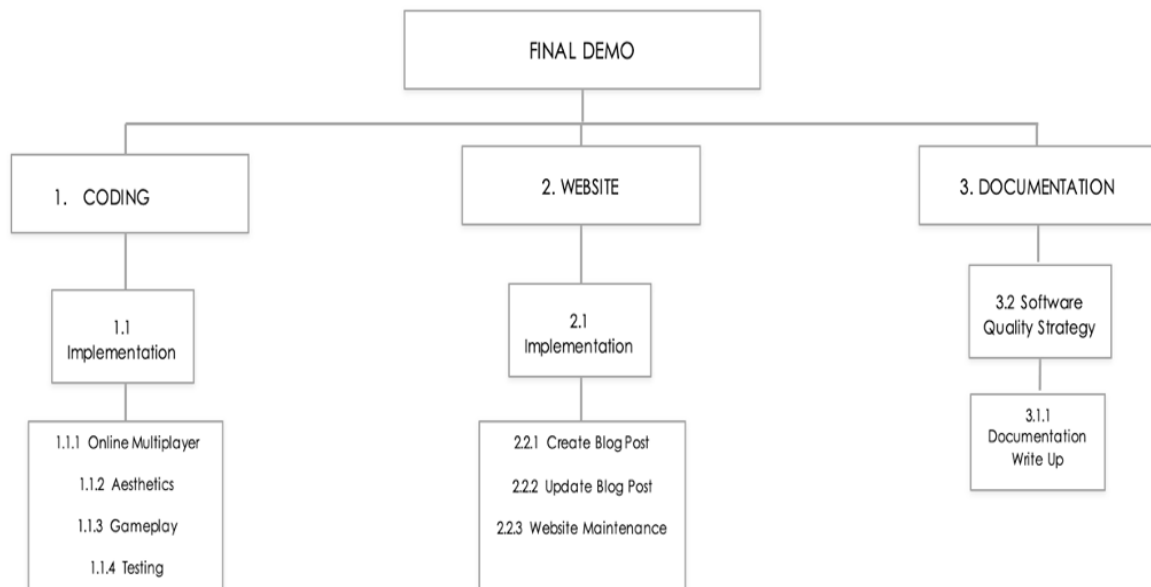 FINAL DEMO
1. CODING
2. WEBSITE
3. DOCUMENTATION
1.1
Implementation
2.1
Implementation
3.2 Software
Quality Strategy
1.1.1 Online Multiplayer
1.1.2 Aesthetics
1.1.3 Gameplay
1.1.4 Testing
2.2.1 Create Blog Post
2.2.2 Update Blog Post
2.2.3 Website Maintenance
3.1.1
Documentation
Write Up